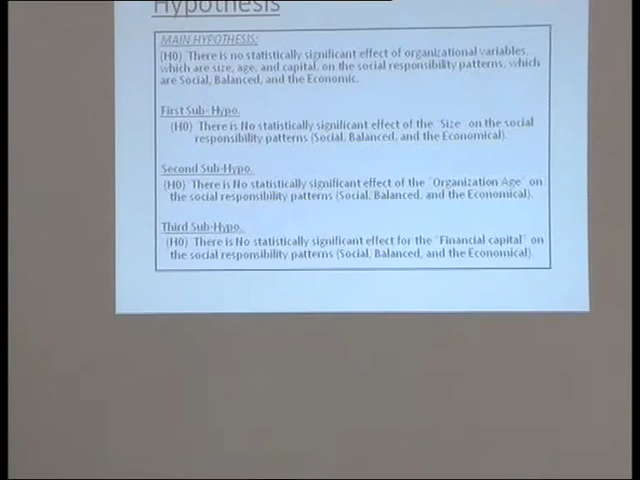 Hypothesis
MAIN HYPOTHESIS:
(H0) There is no statistically significant effect of organizational variables,
which are size, age, and capital, on the social responsibility patterns, which
are Social, Balanced, and the Economic.
First Sub- Hypo.
(H0) There is No statistically significant effect of the "Size" on the social
responsibility patterns (Social, Balanced, and the Economical).
Second Sub-Hypo.
(H0) There is No statistically significant effect of the "Organization Age" on
the social responsibility patterns (Social, Balanced, and the Economical).
Third Sub-Hypo.
(H0) There is No statistically significant effect for the "Financial capital" on
the social responsibility patterns (Social, Balanced, and the Economical).